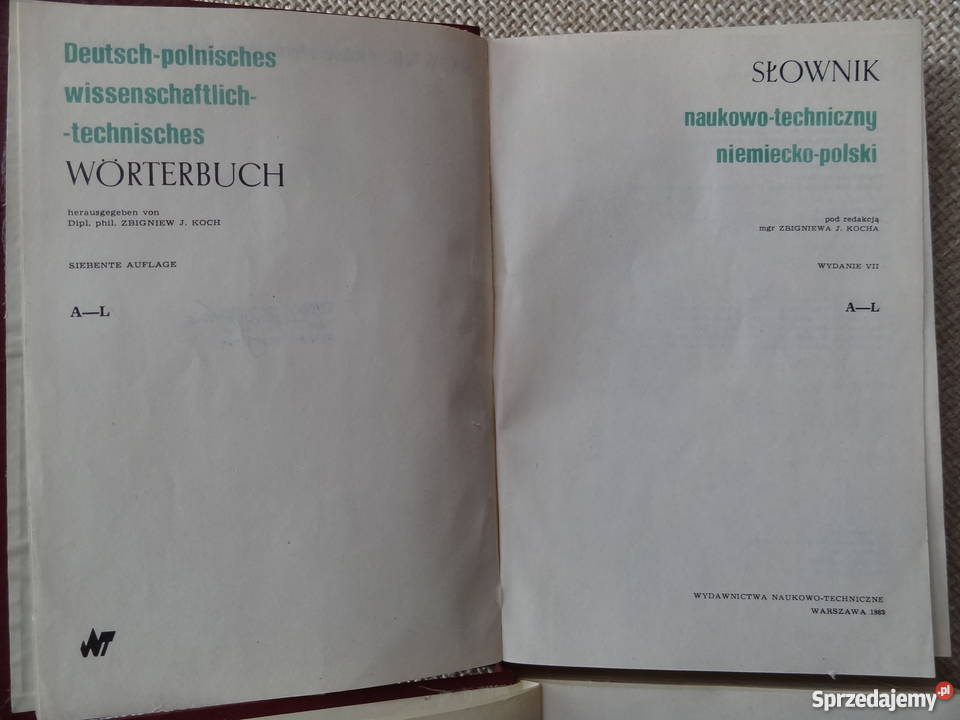 Deutsch-polnisches
wissenschaftlich-
-technisches
WÖRTERBUCH
herausgegeben von
Dipl. phil. ZBIGNIEW J. KOCH
SIEBENTE AUFLAGE
A—L
WNT
SŁOWNIK
naukowo-techniczny
niemiecko-polski
pod redakcją
mgr ZBIGNIEWA J. KOCHA
WYDANIE VII
A—L
WYDAWNICTWA NAUKOWO-TECHNICZNE
WARSZAWA 1983
Sprzedajemy.pl